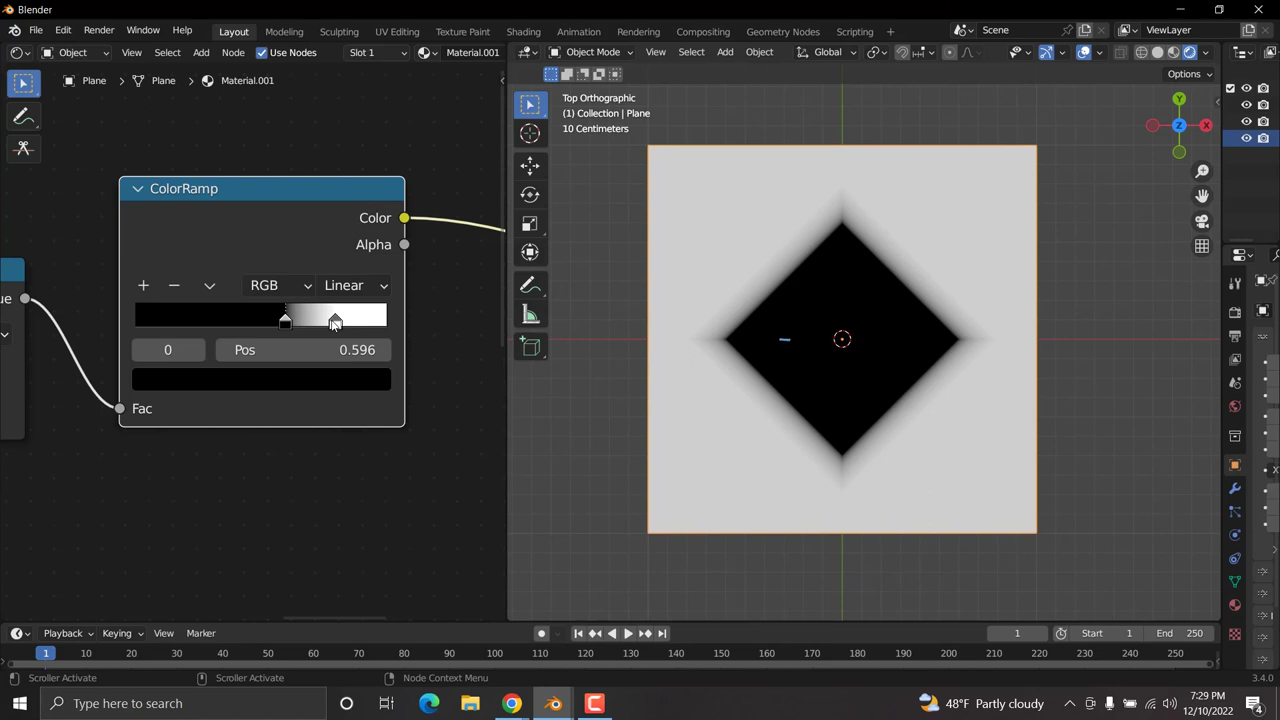 Blender
File Edit Render Window Help Layout Modeling Sculpting UV Editing Texture Paint Shading Animation Rendering Compositing Geometry Nodes Scripting Scene ViewLayer
Object View Select Add Node Use Nodes Slot 1 Material.001 Object Mode View Select Add Object Global
Options
Plane Plane Material.001
Top Orthographic
(1) Collection | Plane
10 Centimeters
Y
Z X
ColorRamp
Color
Alpha
RGB Linear
0 Pos 0.596
Fac
Playback Keying View Marker 1 Start 1 End 250
1 10 20 30 40 50 60 70 80 90 100 110 120 130 140 150 160 170 180 190 200 210 220 230 240 250
Scroller Activate Scroller Activate Node Context Menu 3.4.0
Type here to search 48°F Partly cloudy 7:29 PM
12/10/2022 4